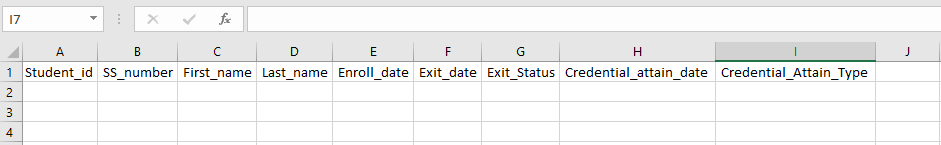 I7 fx
A B C D E F G H I J
1 Student_id SS_number First_name Last_name Enroll_date Exit_date Exit_Status Credential_attain_date Credential_Attain_Type
2
3
4